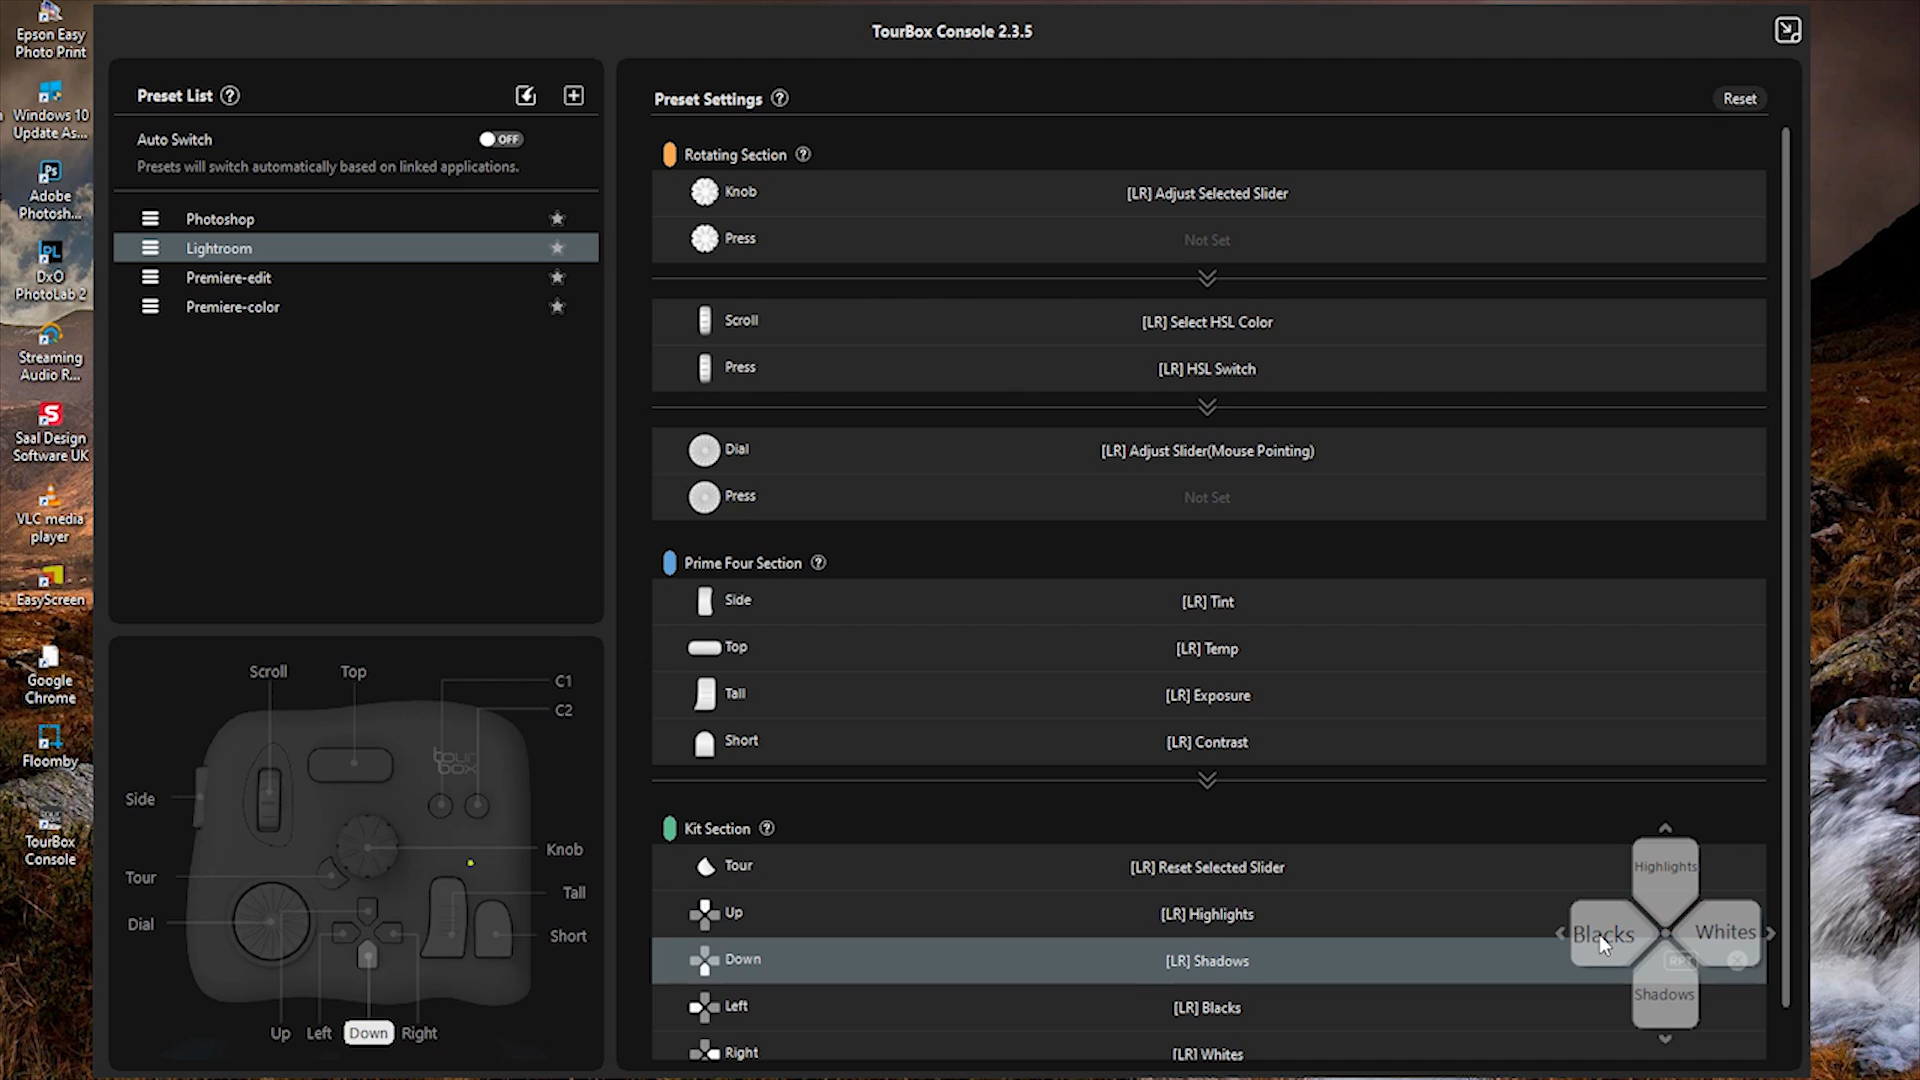 Epson Easy
Photo Print
Windows 10
Update As...
Adobe
Photosh...
DxO
PhotoLab 2
Streaming
Audio R...
Saal Design
Software UK
VLC media
player
EasyScreen
Google
Chrome
Floomby
TourBox
Console
TourBox Console 2.3.5
Preset List ?
Auto Switch OFF
Presets will switch automatically based on linked applications.
Photoshop
Lightroom
Premiere-edit
Premiere-color
Scroll Top C1
C2
tour
box
Side
Knob
Tour
Tall
Dial
Short
Up Left Down Right
Preset Settings ? Reset
Rotating Section ?
Knob [LR] Adjust Selected Slider
Press Not Set
Scroll [LR] Select HSL Color
Press [LR] HSL Switch
Dial [LR] Adjust Slider(Mouse Pointing)
Press Not Set
Prime Four Section ?
Side [LR] Tint
Top [LR] Temp
Tall [LR] Exposure
Short [LR] Contrast
Kit Section ?
Tour [LR] Reset Selected Slider
Up [LR] Highlights
Down [LR] Shadows
Left [LR] Blacks
Right [LR] Whites
Highlights
Blacks Whites
RPT
Shadows